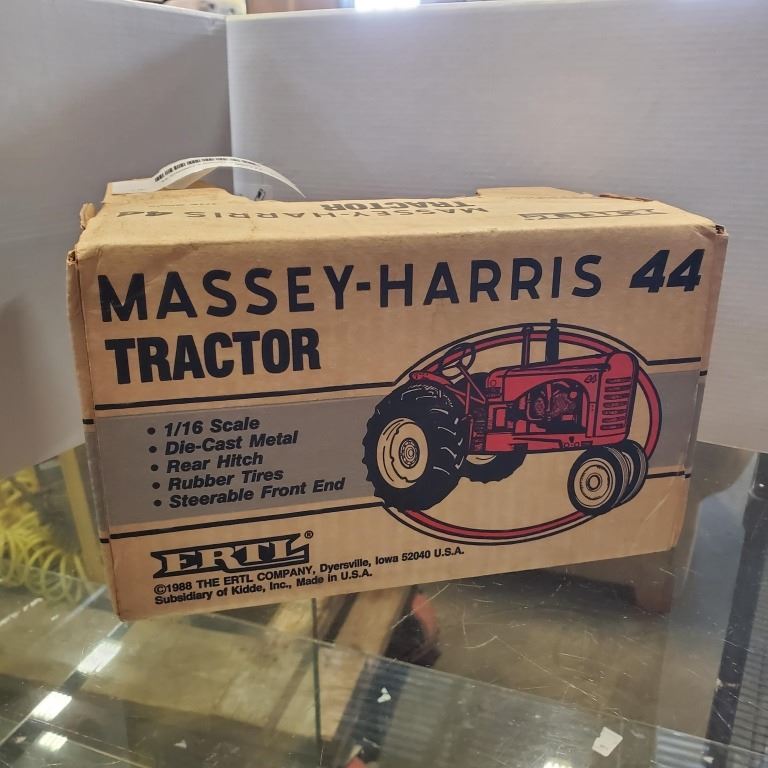 MASSEY-HARRIS 44
TRACTOR
MASSEY-HARRIS 44
TRACTOR
• 1/16 Scale
• Die-Cast Metal
• Rear Hitch
• Rubber Tires
• Steerable Front End
44
ERTL®
©1988 THE ERTL COMPANY, Dyersville, Iowa 52040 U.S.A.
Subsidiary of Kidde, Inc., Made in U.S.A.